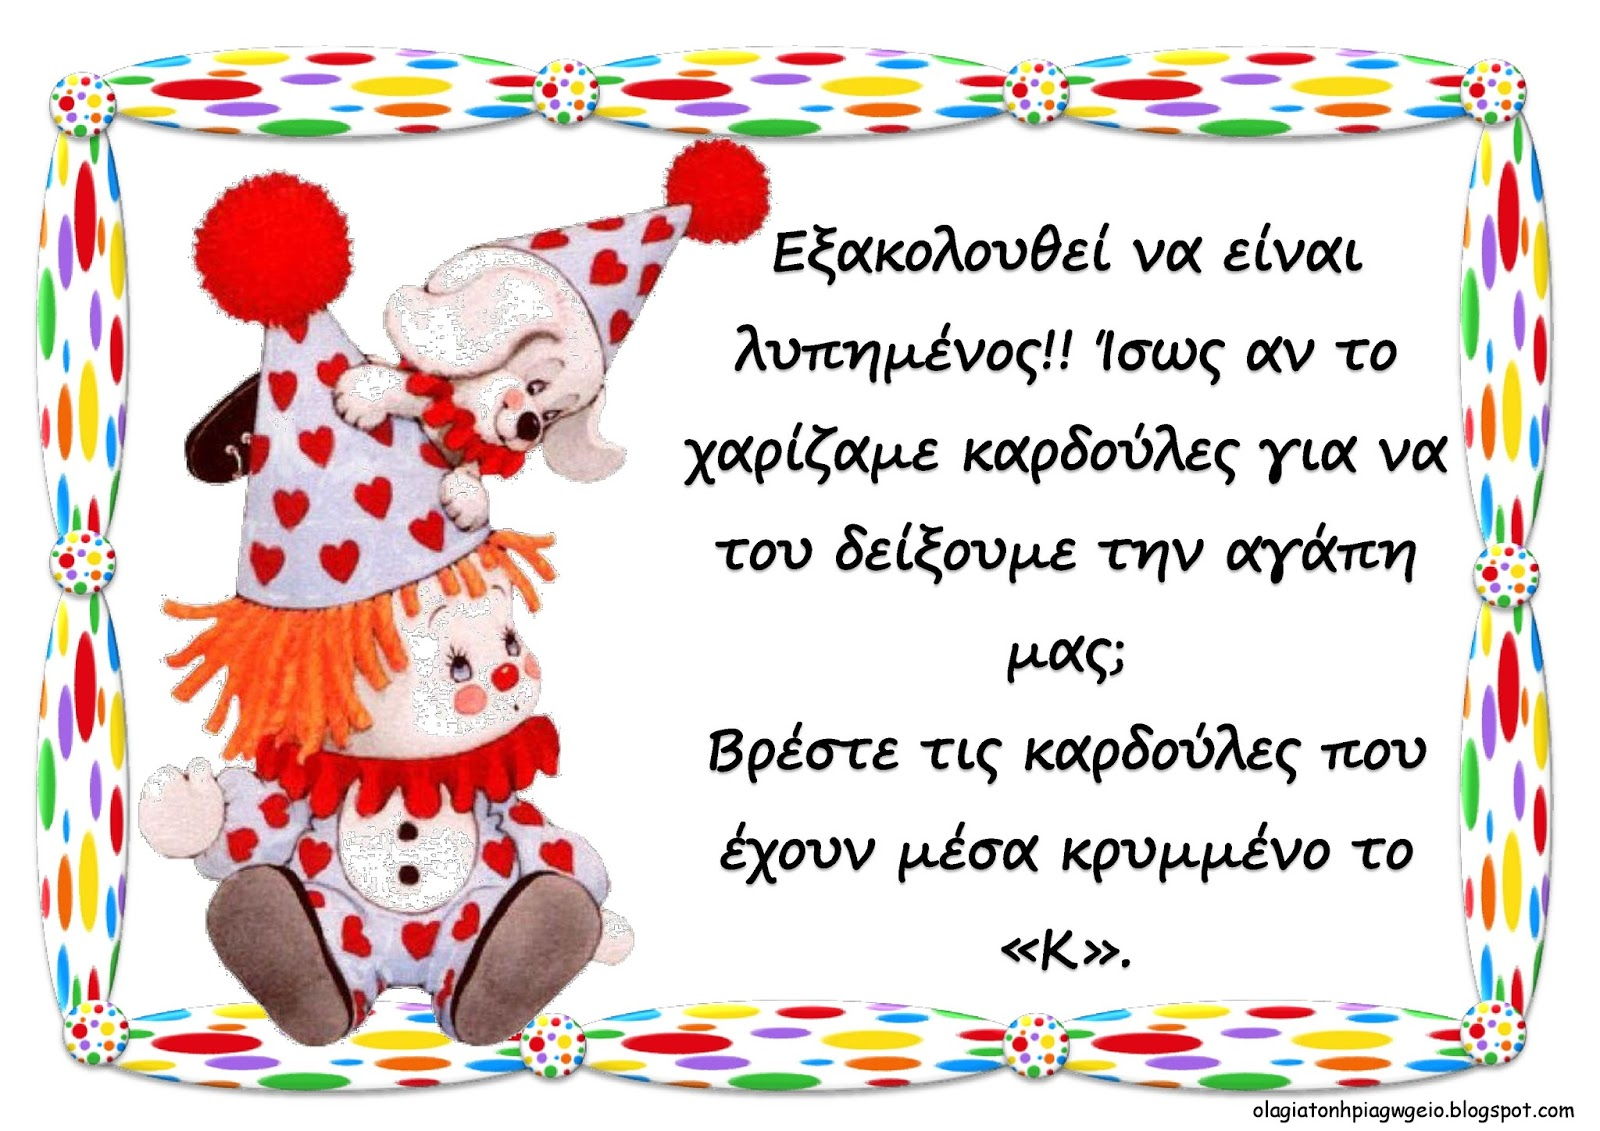 Εξακολουθεί να είναι
λυπημένος!! Ίσως αν το
χαρίζαμε καρδούλες για να
του δείξουμε την αγάπη
μας;
Βρέστε τις καρδούλες που
έχουν μέσα κρυμμένο το
«Κ».
olagiatonhpiagwgeio.blogspot.com